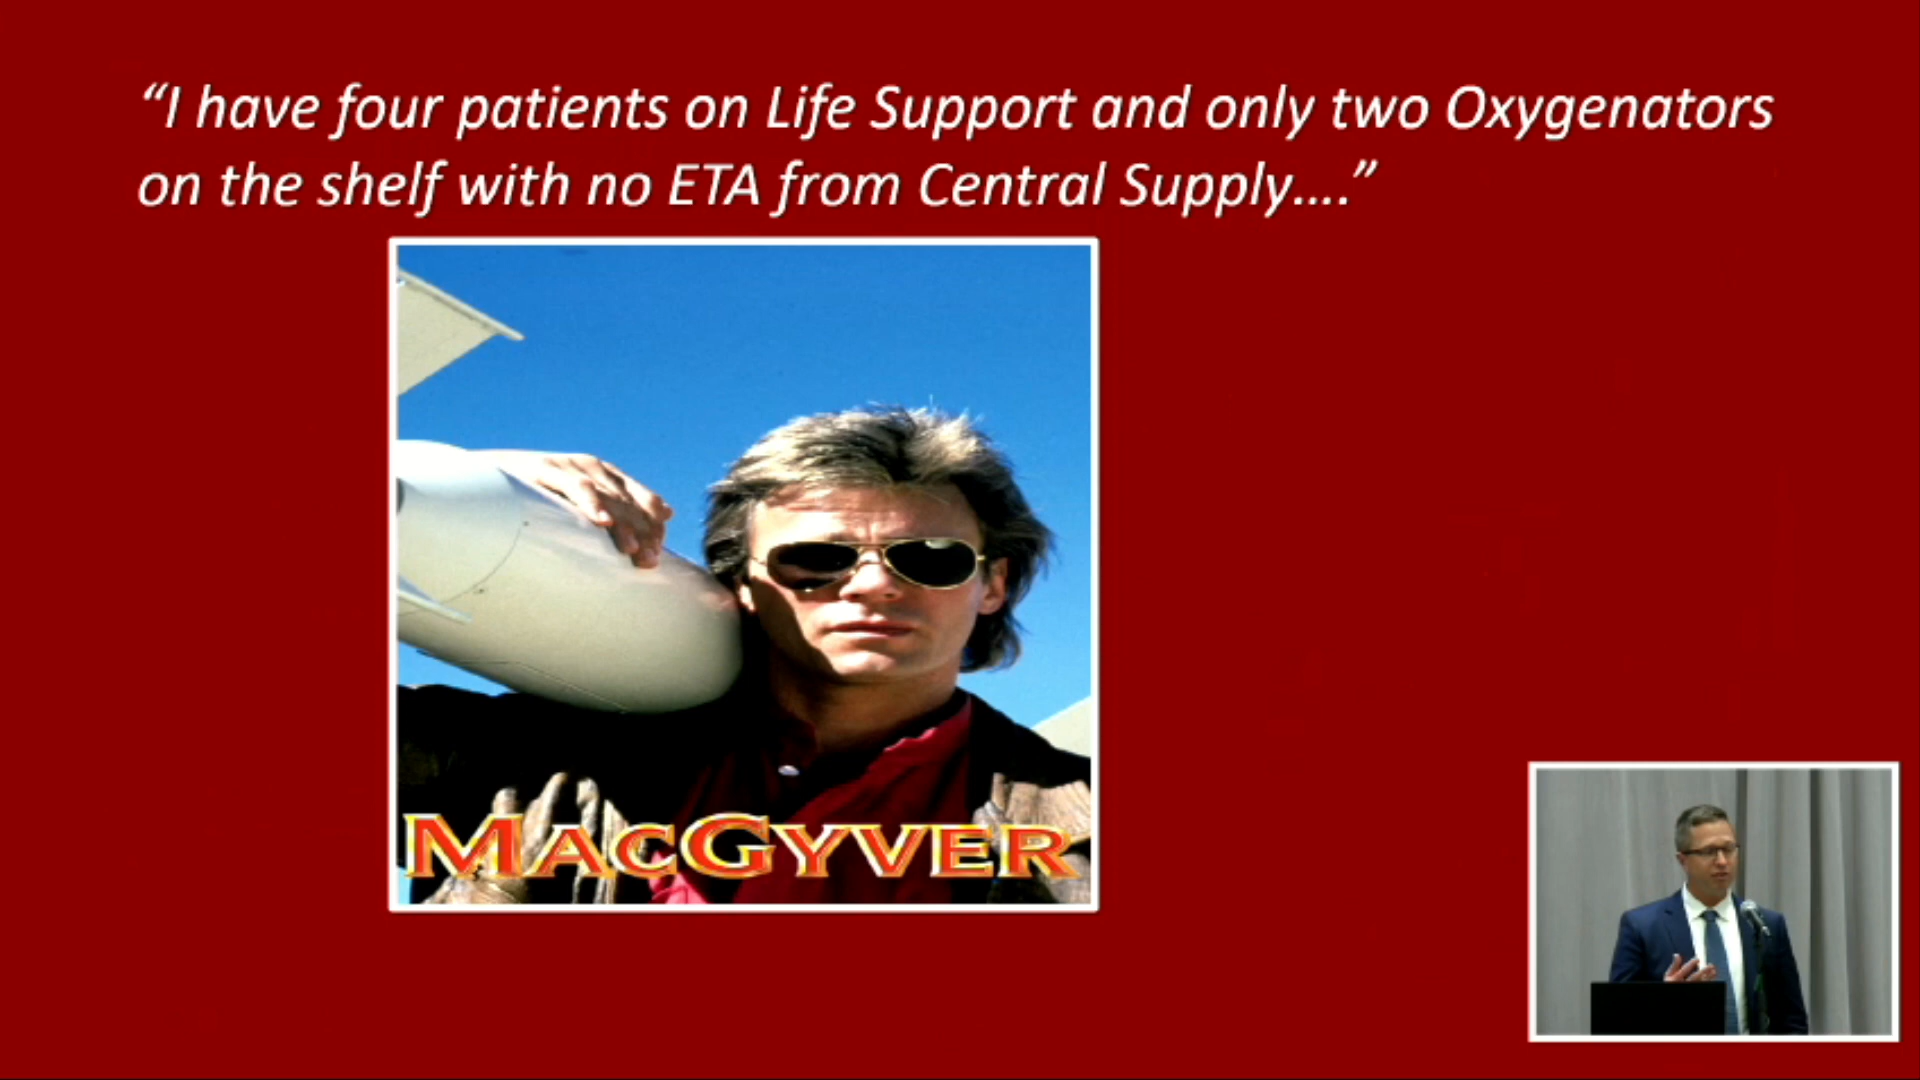 “I have four patients on Life Support and only two Oxygenators
on the shelf with no ETA from Central Supply....”
MACGYVER